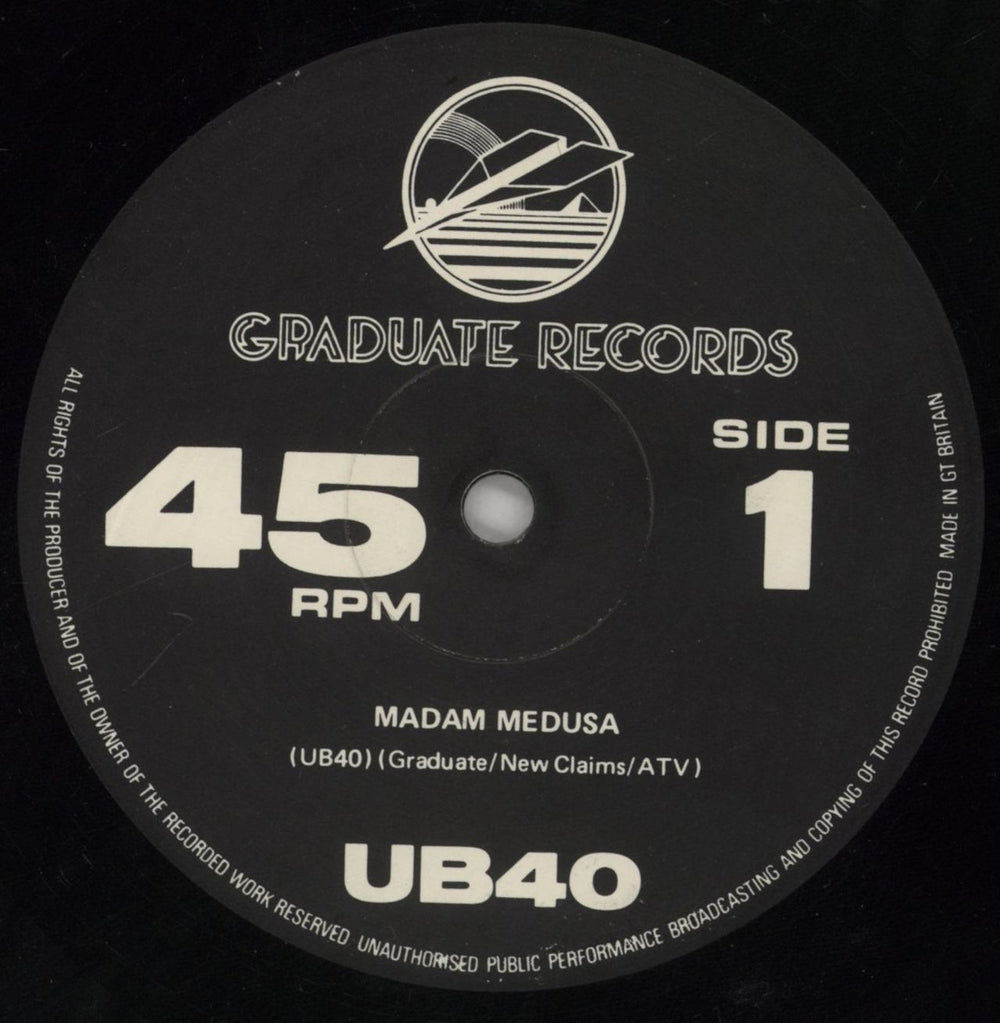 GRADUATE RECORDS
45
RPM
SIDE
1
MADAM MEDUSA
(UB40) (Graduate/New Claims/ATV)
UB40
ALL RIGHTS OF THE PRODUCER AND OF THE OWNER OF THE RECORDED WORK RESERVED UNAUTHORISED PUBLIC PERFORMANCE BROADCASTING AND COPYING OF THIS RECORD PROHIBITED MADE IN GT BRITAIN